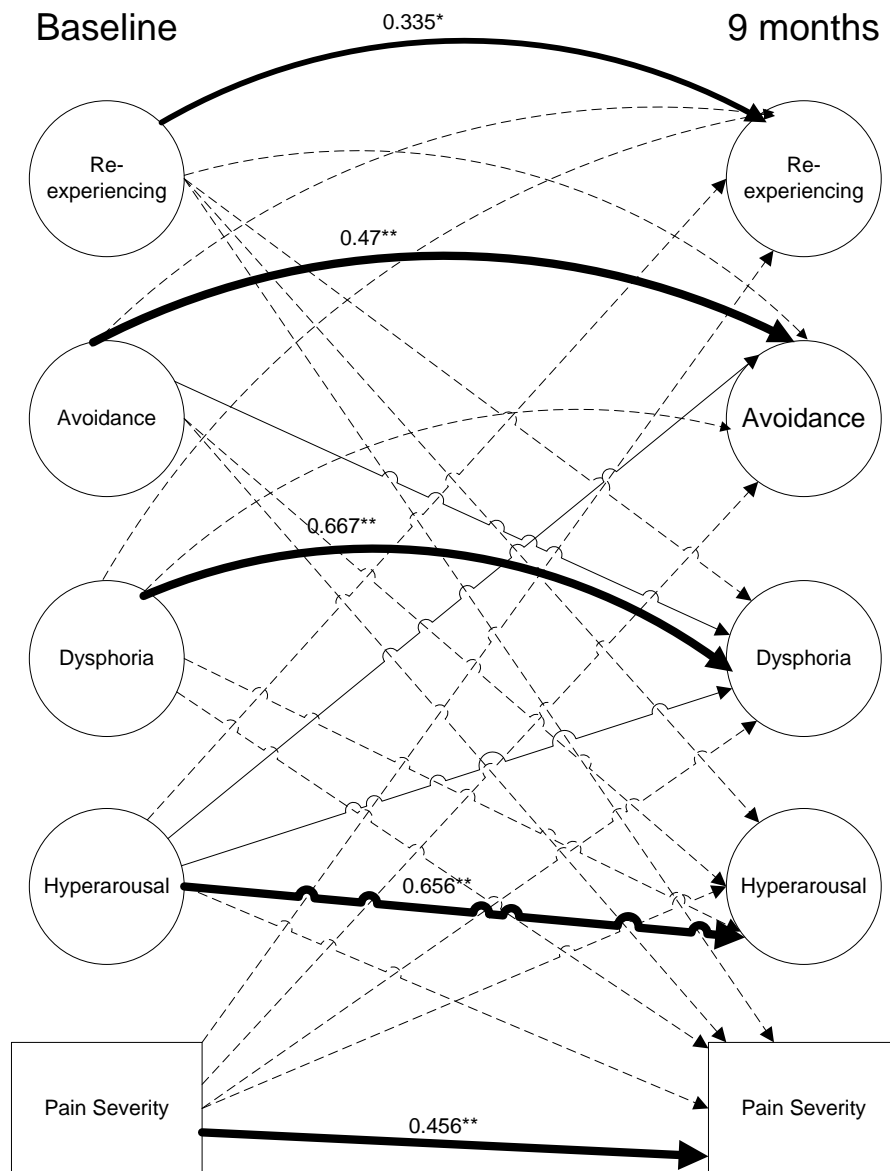 Baseline
9 months
0.335*
Re-
experiencing
Re-
experiencing
0.47**
Avoidance
Avoidance
0.667**
Dysphoria
Dysphoria
Hyperarousal
0.656**
Hyperarousal
Pain Severity
Pain Severity
0.456**